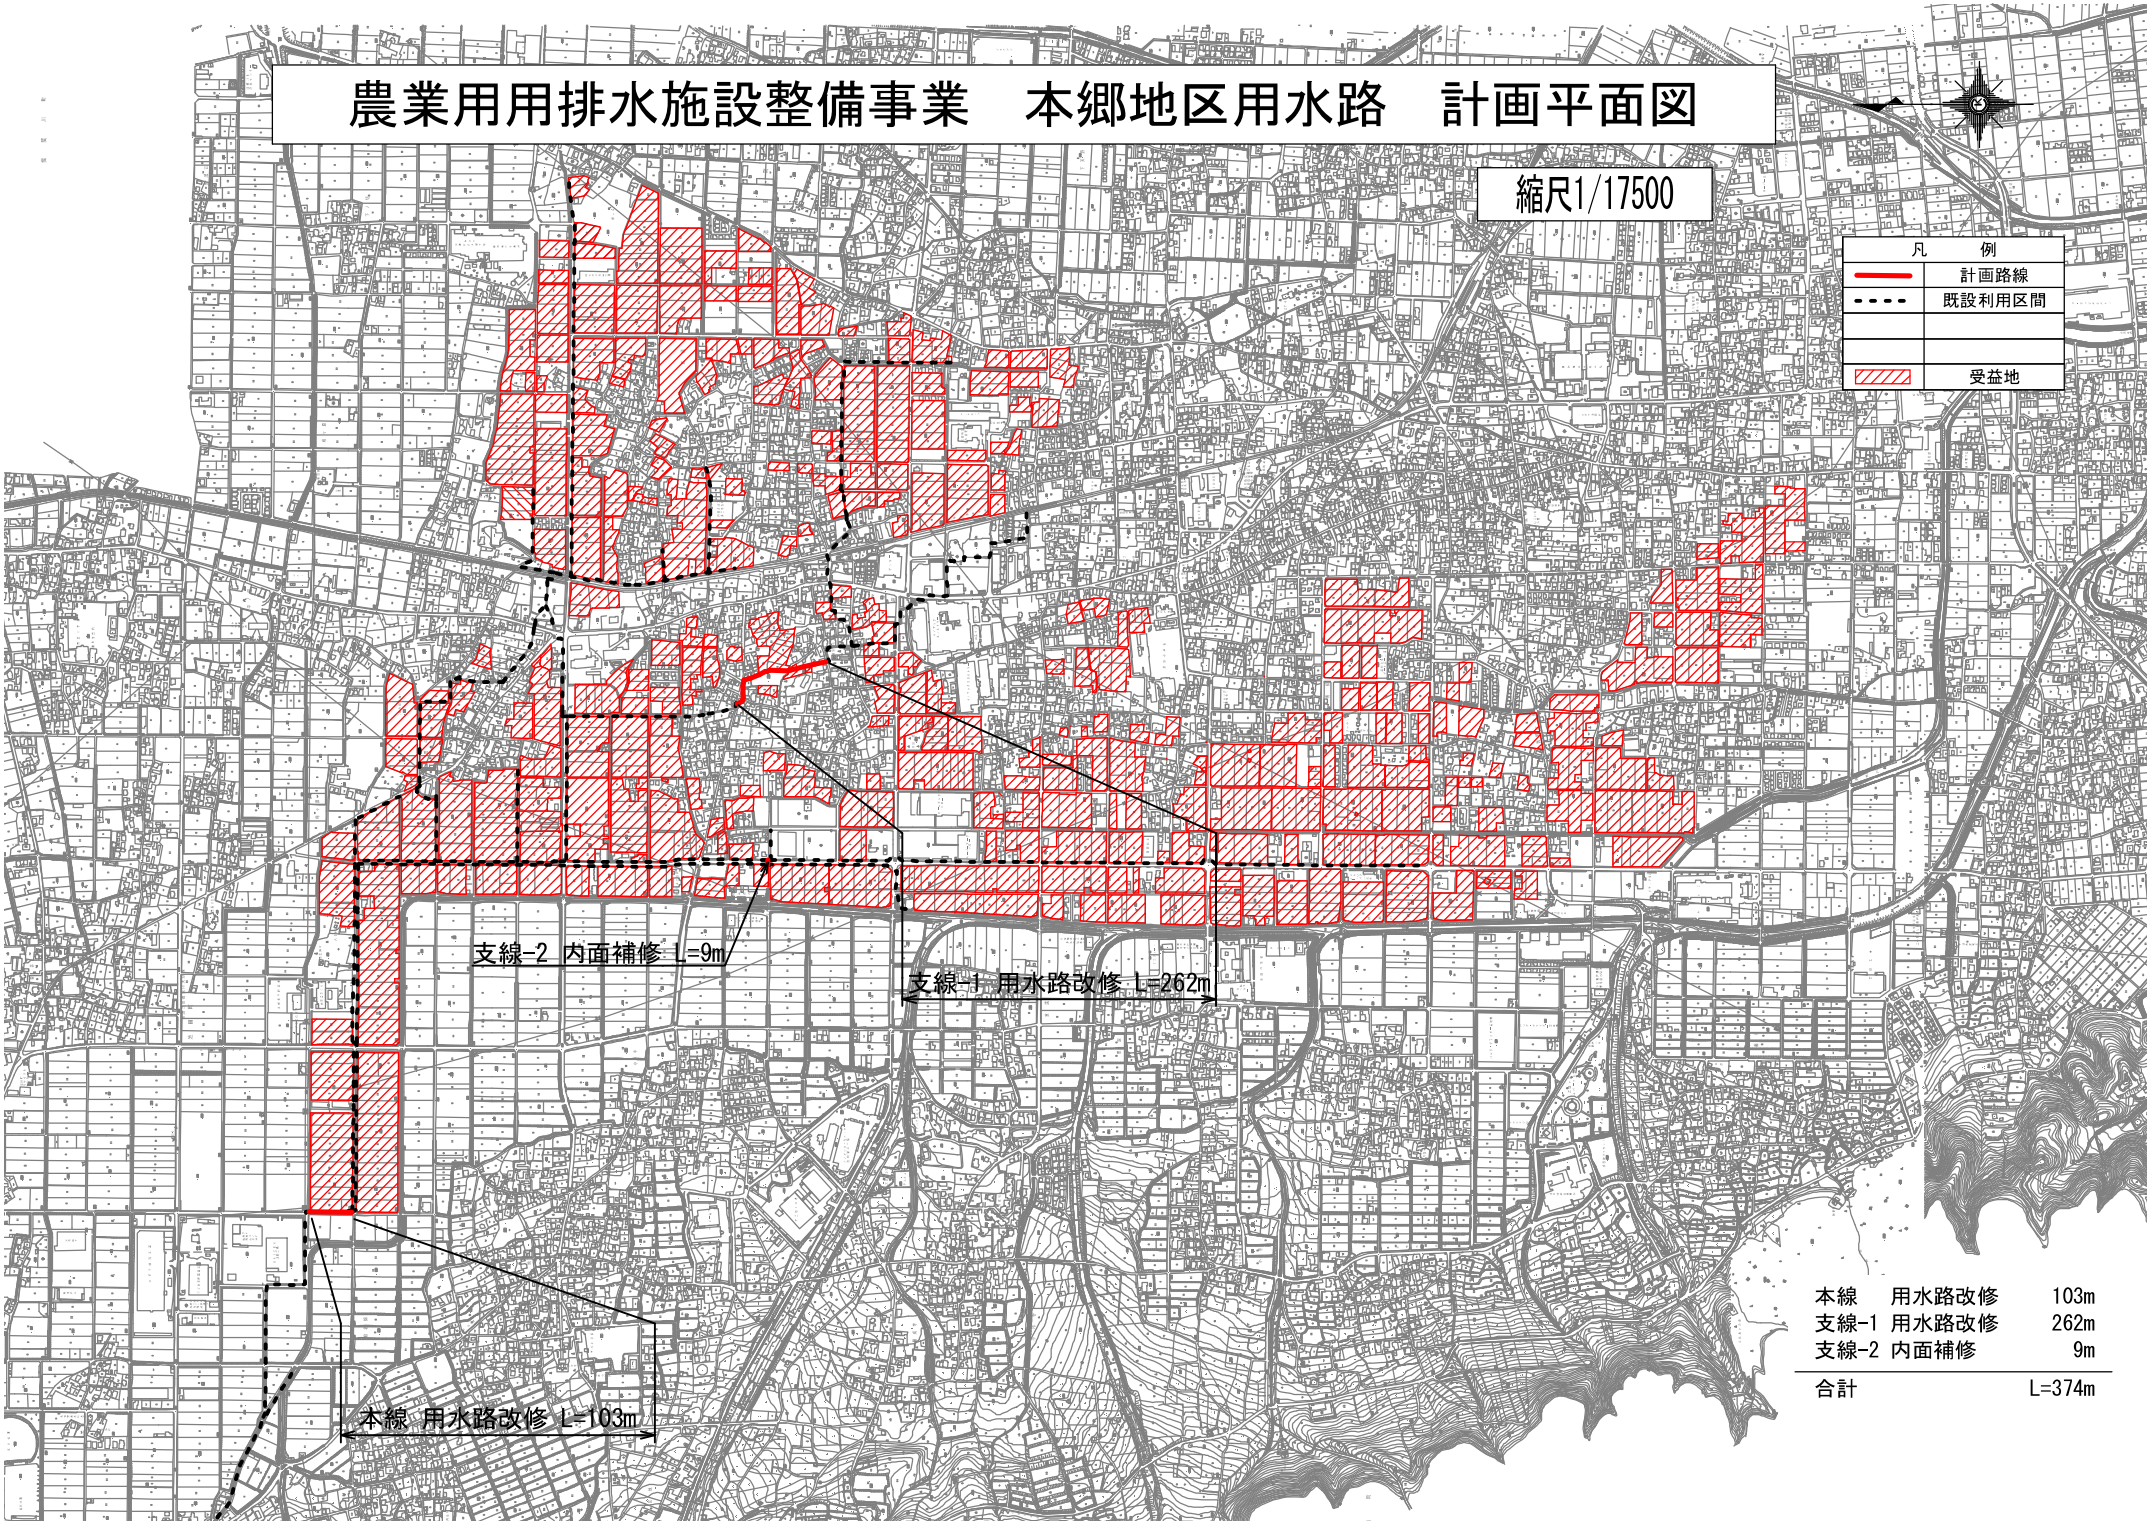 農業用用排水施設整備事業　本郷地区用水路　計画平面図
縮尺1/17500
凡　例
計画路線
既設利用区間
受益地
支線-2 内面補修 L=9m
支線-1 用水路改修 L=262m
本線 用水路改修 L=103m
本線 用水路改修 103m
支線-1 用水路改修 262m
支線-2 内面補修 9m
合計 L=374m